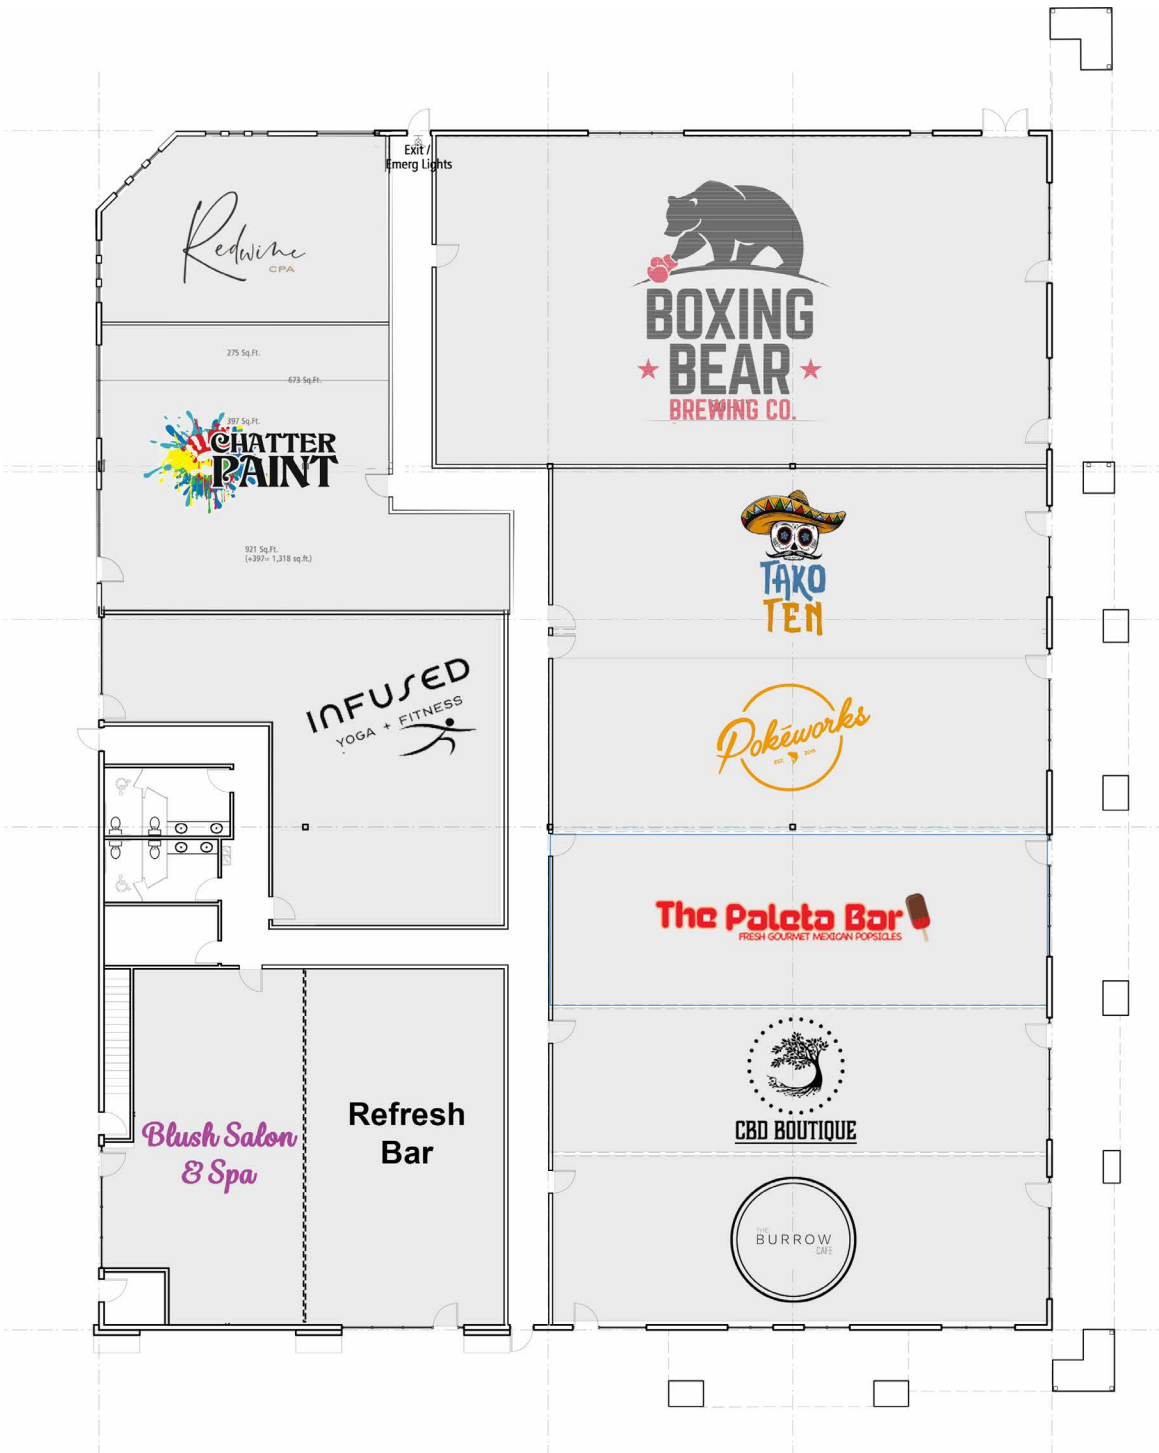 Exit /
Emerg Lights
Redwine
CPA
BOXING
BEAR
BREWING CO.
275 Sq.Ft.
673 Sq.Ft.
397 Sq.Ft.
CHATTER
PAINT
921 Sq.Ft.
(+397= 1,318 sq.ft.)
TAKO
TEN
INFUSED
YOGA + FITNESS
Pokéworks
EST. 2015
The Paleta Bar
FRESH GOURMET MEXICAN POPSICLES
CBD BOUTIQUE
Blush Salon
& Spa
Refresh
Bar
THE
BURROW
CAFE